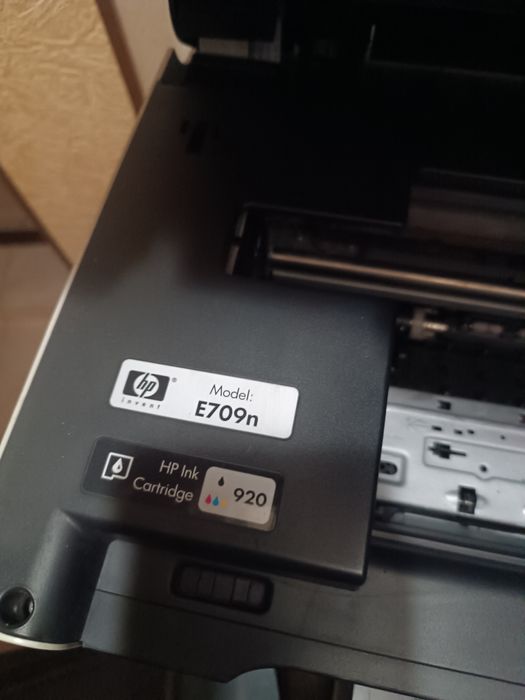 hp®
invent
Model:
E709n
HP Ink
Cartridge
920